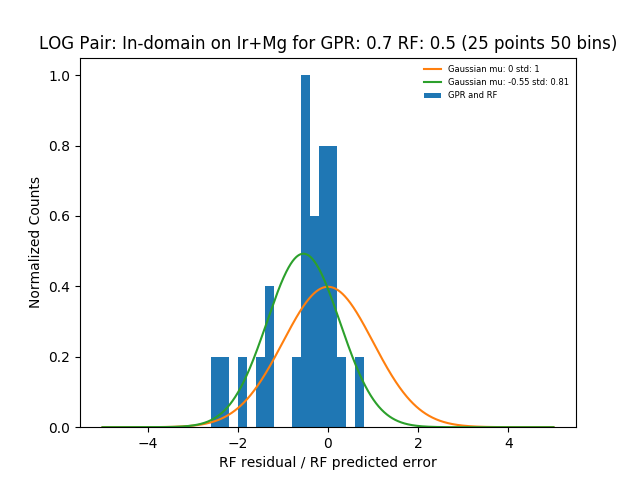 LOG Pair: In-domain on Ir+Mg for GPR: 0.7 RF: 0.5 (25 points 50 bins)
Gaussian mu: 0 std: 1
Gaussian mu: -0.55 std: 0.81
GPR and RF
Normalized Counts
1.0
0.8
0.6
0.4
0.2
0.0
−4 −2 0 2 4
RF residual / RF predicted error